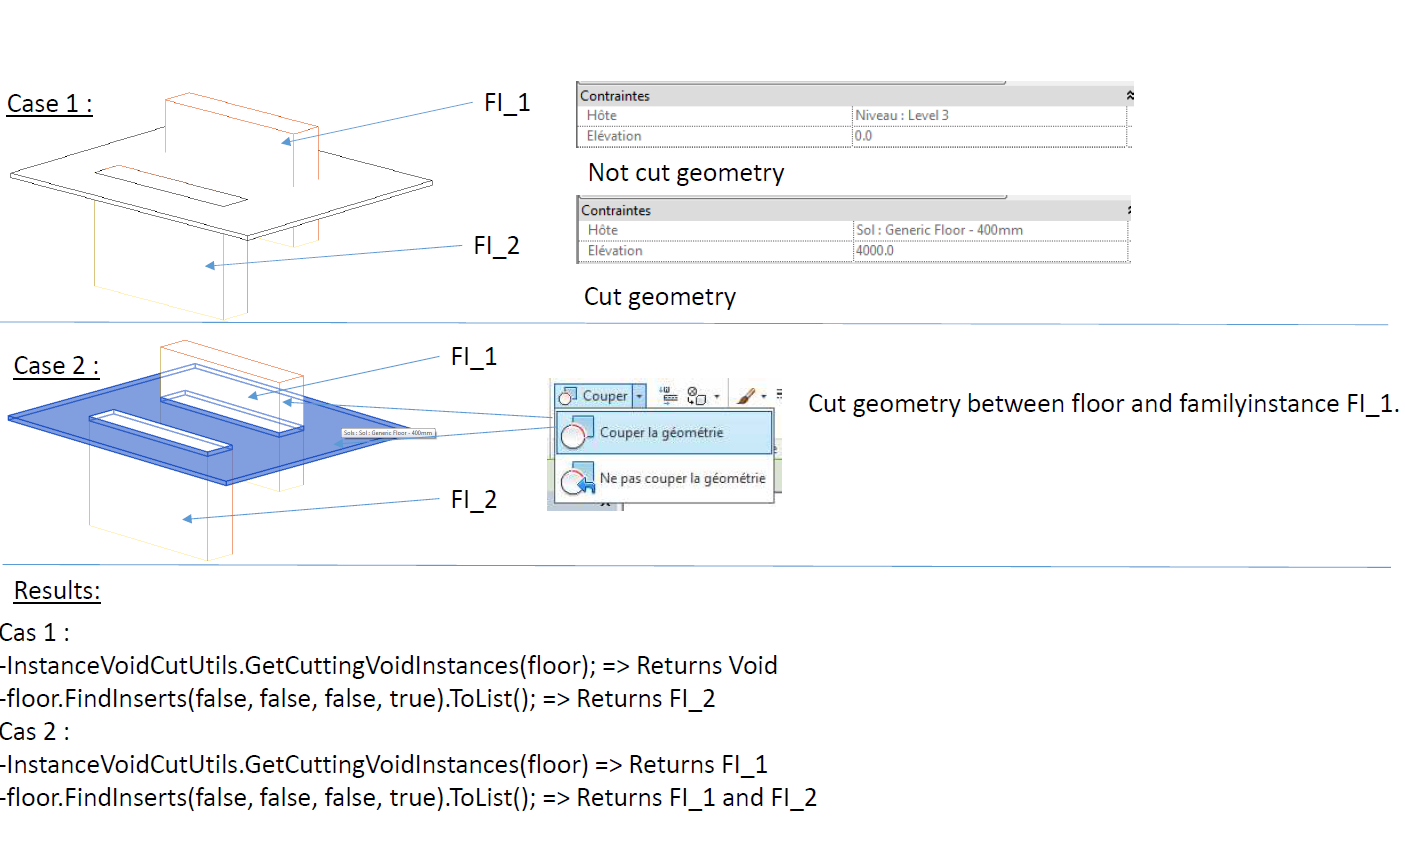 Case 1 :
FI_1
Contraintes
Hôte Niveau : Level 3
Elévation 0.0
Not cut geometry
Contraintes
Hôte Sol : Generic Floor - 400mm
Elévation 4000.0
FI_2
Cut geometry
Case 2 :
FI_1
Couper
Couper la géométrie
Ne pas couper la géométrie
Cut geometry between floor and familyinstance FI_1.
Sols : Sol : Generic Floor - 400mm
FI_2
Results:
Cas 1 :
-InstanceVoidCutUtils.GetCuttingVoidInstances(floor); => Returns Void
-floor.FindInserts(false, false, false, true).ToList(); => Returns FI_2
Cas 2 :
-InstanceVoidCutUtils.GetCuttingVoidInstances(floor) => Returns FI_1
-floor.FindInserts(false, false, false, true).ToList(); => Returns FI_1 and FI_2